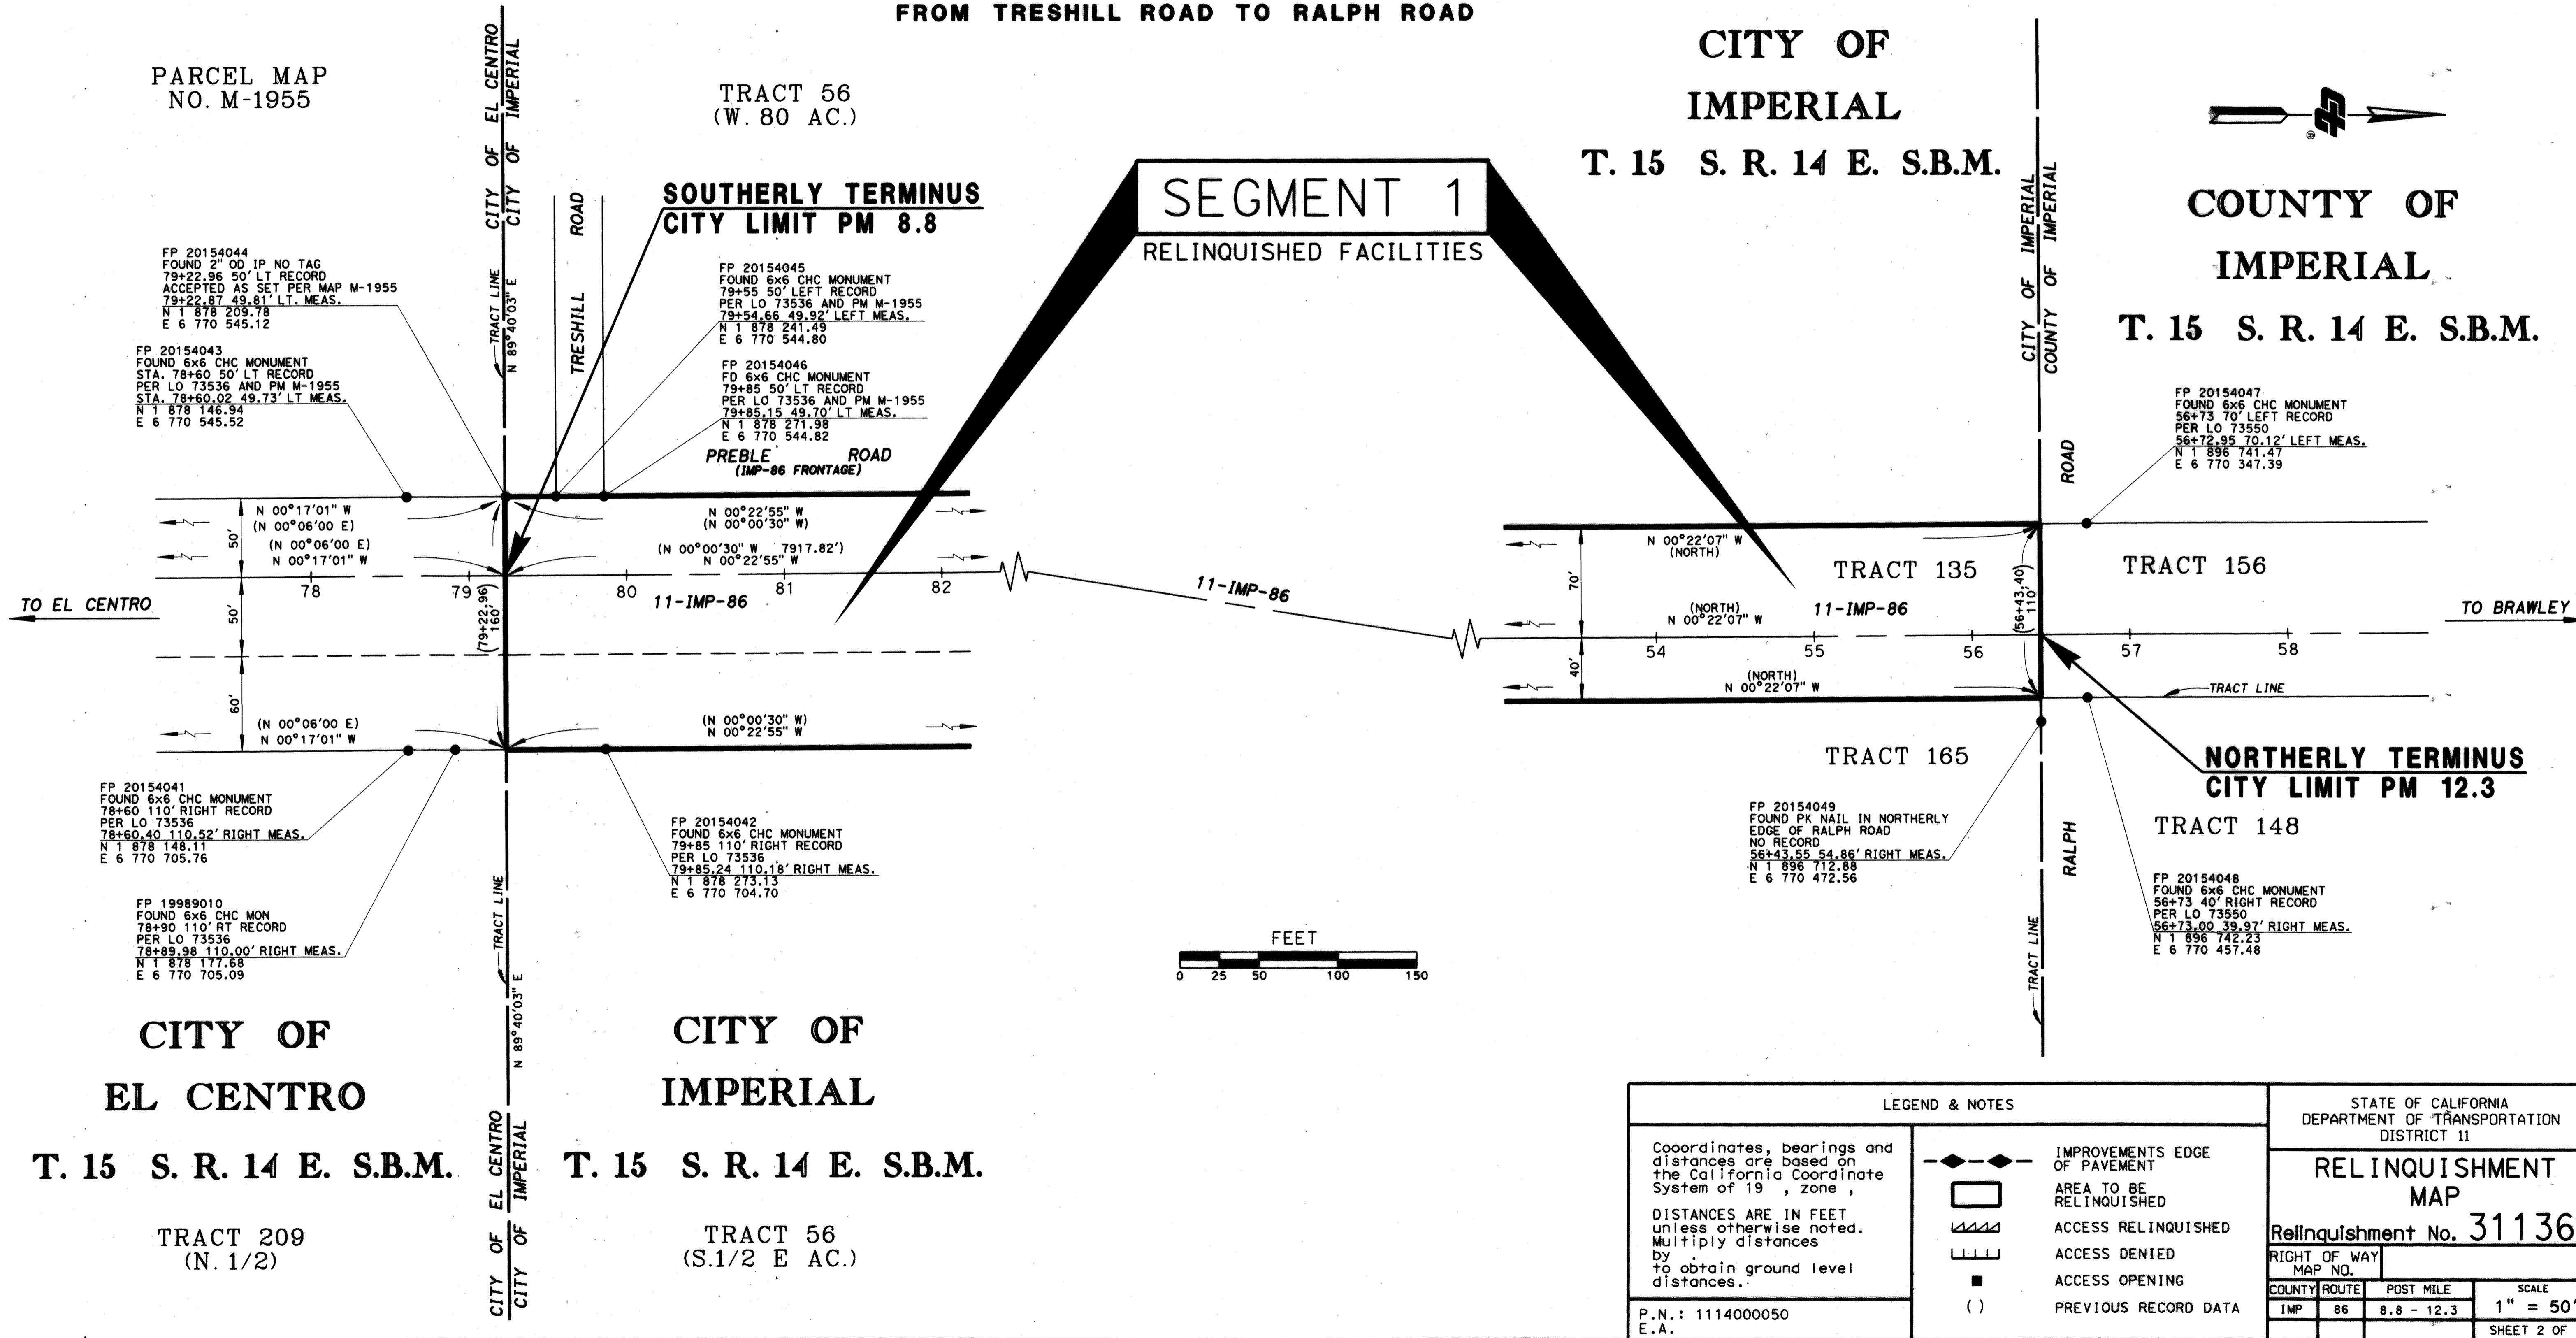 FROM TRESHILL ROAD TO RALPH ROAD
PARCEL MAP
NO. M-1955
CITY OF EL CENTRO
CITY OF IMPERIAL
TRACT 56
(W. 80 AC.)
CITY OF
IMPERIAL
T. 15 S. R. 14 E. S.B.M.
CITY OF IMPERIAL
COUNTY OF IMPERIAL
®
COUNTY OF
IMPERIAL
T. 15 S. R. 14 E. S.B.M.
SOUTHERLY TERMINUS
CITY LIMIT PM 8.8
SEGMENT 1
RELINQUISHED FACILITIES
TRESHILL ROAD
TRACT LINE
N 89°40'03" E
FP 20154044
FOUND 2" OD IP NO TAG
79+22.96 50' LT RECORD
ACCEPTED AS SET PER MAP M-1955
79+22.87 49.81' LT. MEAS.
N 1 878 209.78
E 6 770 545.12
FP 20154043
FOUND 6x6 CHC MONUMENT
STA. 78+60 50' LT RECORD
PER LO 73536 AND PM M-1955
STA. 78+60.02 49.73' LT MEAS.
N 1 878 146.94
E 6 770 545.52
FP 20154045
FOUND 6x6 CHC MONUMENT
79+55 50' LEFT RECORD
PER LO 73536 AND PM M-1955
79+54.66 49.92' LEFT MEAS.
N 1 878 241.49
E 6 770 544.80
FP 20154046
FD 6x6 CHC MONUMENT
79+85 50' LT RECORD
PER LO 73536 AND PM M-1955
79+85.15 49.70' LT MEAS.
N 1 878 271.98
E 6 770 544.82
PREBLE ROAD
(IMP-86 FRONTAGE)
FP 20154047
FOUND 6x6 CHC MONUMENT
56+73 70' LEFT RECORD
PER LO 73550
56+72.95 70.12' LEFT MEAS.
N 1 896 741.47
E 6 770 347.39
ROAD
N 00°17'01" W
(N 00°06'00 E)
(N 00°06'00 E)
N 00°17'01" W
50'
N 00°22'55" W
(N 00°00'30" W)
(N 00°00'30" W 7917.82')
N 00°22'55" W
78
79
80
81
82
11-IMP-86
(79+22.96)
160'
TO EL CENTRO
50'
60'
(N 00°06'00 E)
N 00°17'01" W
(N 00°00'30" W)
N 00°22'55" W
11-IMP-86
N 00°22'07" W
(NORTH)
70'
TRACT 135
(NORTH)
N 00°22'07" W
11-IMP-86
(56+43.40)
110'
TRACT 156
TO BRAWLEY
54
55
56
57
58
40'
(NORTH)
N 00°22'07" W
TRACT LINE
TRACT 165
NORTHERLY TERMINUS
CITY LIMIT PM 12.3
TRACT 148
RALPH
TRACT LINE
FP 20154041
FOUND 6x6 CHC MONUMENT
78+60 110' RIGHT RECORD
PER LO 73536
78+60.40 110.52' RIGHT MEAS.
N 1 878 148.11
E 6 770 705.76
FP 19989010
FOUND 6x6 CHC MON
78+90 110' RT RECORD
PER LO 73536
78+89.98 110.00' RIGHT MEAS.
N 1 878 177.68
E 6 770 705.09
TRACT LINE
N 89°40'03" E
FP 20154042
FOUND 6x6 CHC MONUMENT
79+85 110' RIGHT RECORD
PER LO 73536
79+85.24 110.18' RIGHT MEAS.
N 1 878 273.13
E 6 770 704.70
FP 20154049
FOUND PK NAIL IN NORTHERLY
EDGE OF RALPH ROAD
NO RECORD
56+43.55 54.86' RIGHT MEAS.
N 1 896 712.88
E 6 770 472.56
FP 20154048
FOUND 6x6 CHC MONUMENT
56+73 40' RIGHT RECORD
PER LO 73550
56+73.00 39.97' RIGHT MEAS.
N 1 896 742.23
E 6 770 457.48
FEET
0 25 50 100 150
CITY OF
EL CENTRO
T. 15 S. R. 14 E. S.B.M.
TRACT 209
(N. 1/2)
CITY OF EL CENTRO
CITY OF IMPERIAL
CITY OF
IMPERIAL
T. 15 S. R. 14 E. S.B.M.
TRACT 56
(S.1/2 E AC.)
LEGEND & NOTES
Cooordinates, bearings and
distances are based on
the California Coordinate
System of 19 , zone ,
DISTANCES ARE IN FEET
unless otherwise noted.
Multiply distances
by .
to obtain ground level
distances.
P.N.: 1114000050
E.A.
IMPROVEMENTS EDGE
OF PAVEMENT
AREA TO BE
RELINQUISHED
ACCESS RELINQUISHED
ACCESS DENIED
ACCESS OPENING
( ) PREVIOUS RECORD DATA
STATE OF CALIFORNIA
DEPARTMENT OF TRANSPORTATION
DISTRICT 11
RELINQUISHMENT
MAP
Relinquishment No. 31136
RIGHT OF WAY
MAP NO.
COUNTY ROUTE POST MILE SCALE
IMP 86 8.8 - 12.3 1" = 50'
SHEET 2 OF